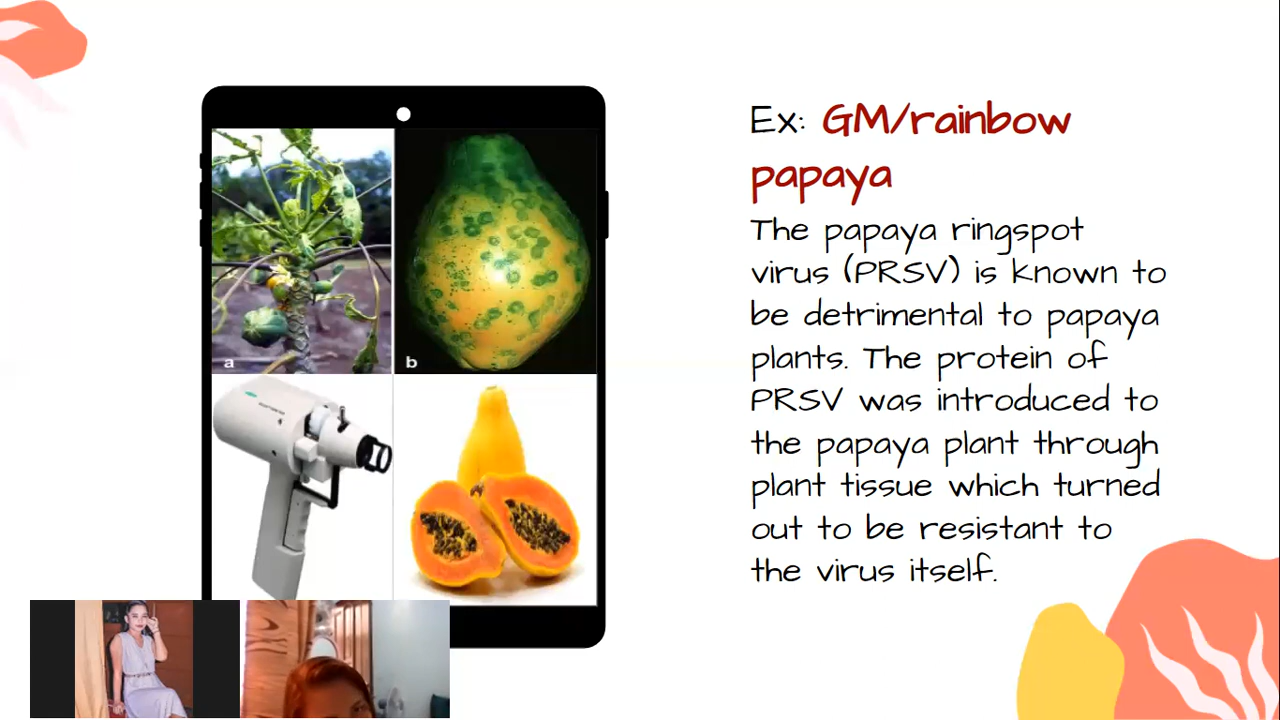 Ex: GM/rainbow
papaya
The papaya ringspot
virus (PRSV) is known to
be detrimental to papaya
plants. The protein of
PRSV was introduced to
the papaya plant through
plant tissue which turned
out to be resistant to
the virus itself.
a
b